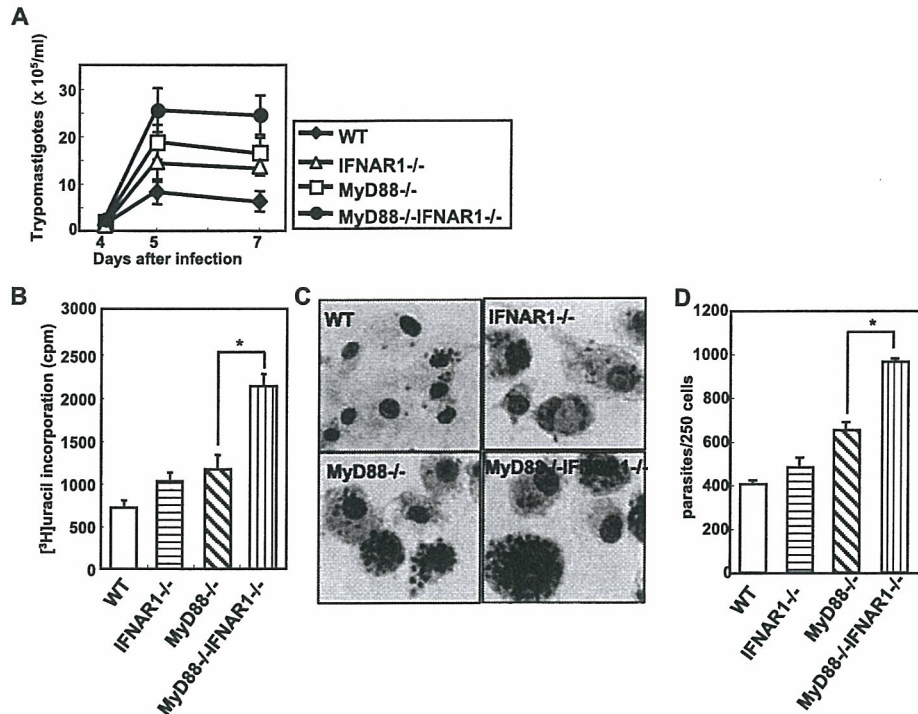 A
Trypomastigotes (x 10⁵/ml)
30
20
10
0
4
5
7
Days after infection
WT
IFNAR1-/-
MyD88-/-
MyD88-/-IFNAR1-/-
B
[³H]uracil incorporation (cpm)
3000
2500
2000
1500
1000
500
0
*
WT
IFNAR1-/-
MyD88-/-
MyD88-/-IFNAR1-/-
C
WT
IFNAR1-/-
MyD88-/-
MyD88-/-IFNAR1-/-
D
parasites/250 cells
1200
1000
800
600
400
200
0
*
WT
IFNAR1-/-
MyD88-/-
MyD88-/-IFNAR1-/-